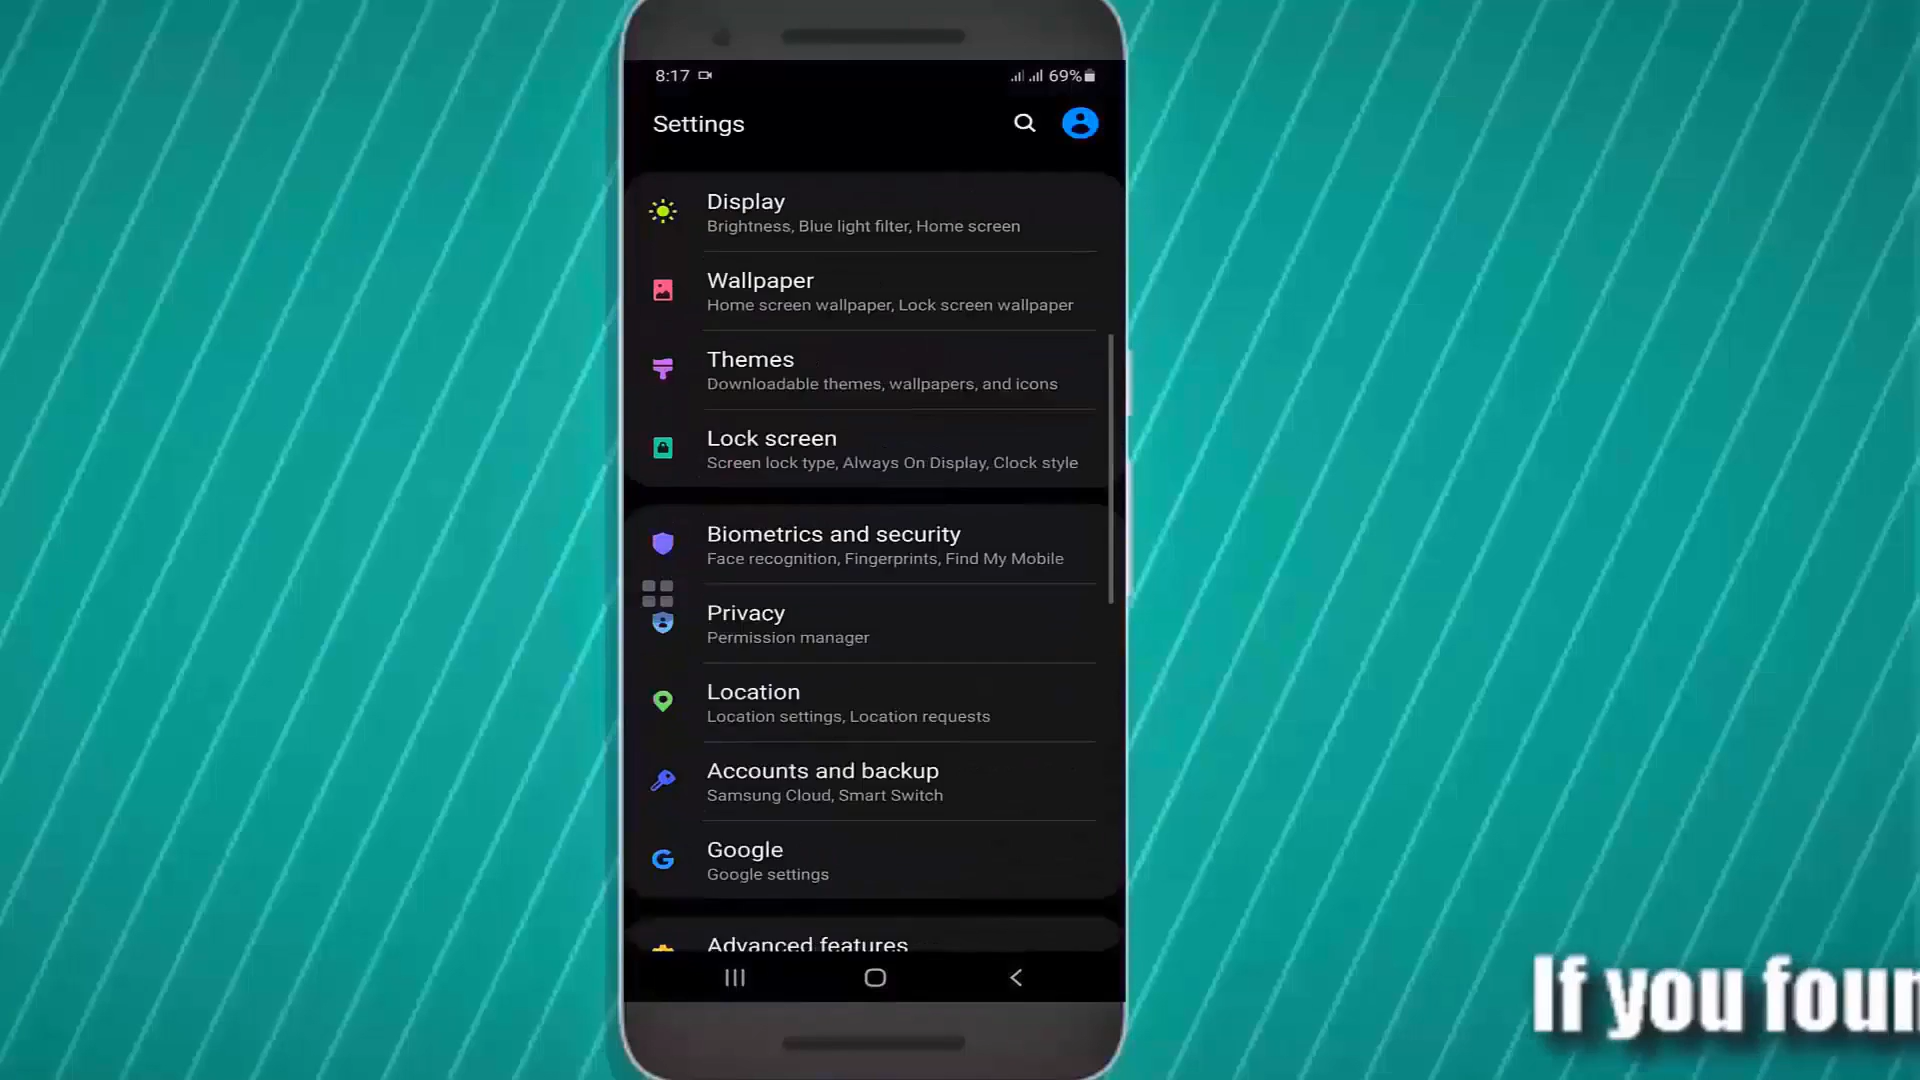 8:17
69%
Settings
Display
Brightness, Blue light filter, Home screen
Wallpaper
Home screen wallpaper, Lock screen wallpaper
Themes
Downloadable themes, wallpapers, and icons
Lock screen
Screen lock type, Always On Display, Clock style
Biometrics and security
Face recognition, Fingerprints, Find My Mobile
Privacy
Permission manager
Location
Location settings, Location requests
Accounts and backup
Samsung Cloud, Smart Switch
Google
Google settings
Advanced features
If you